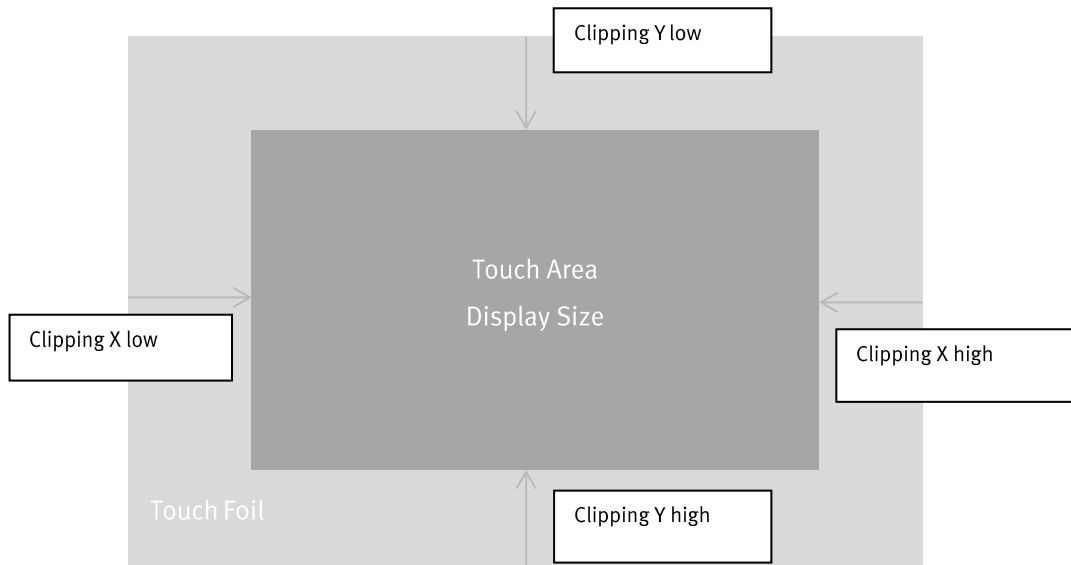 Clipping Y low
Touch Area
Display Size
Clipping X low
Clipping X high
Touch Foil
Clipping Y high